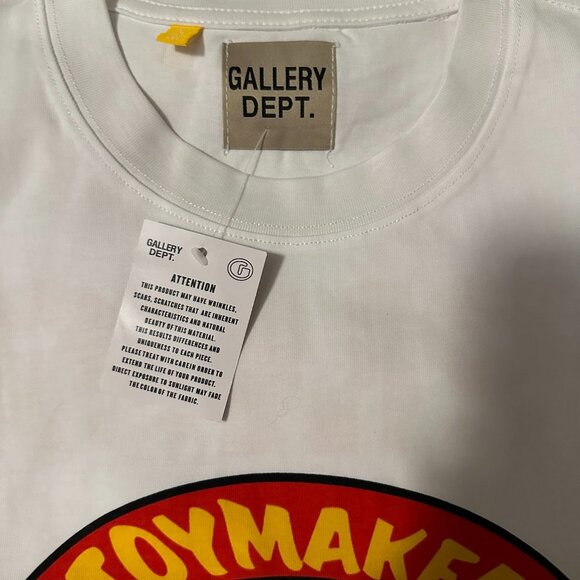 GALLERY
DEPT.
GALLERY
DEPT.
G
ATTENTION
THIS PRODUCT MAY HAVE WRINKLES,
SCARS, SCRATCHES THAT ARE INHERENT
CHARACTERISTICS AND NATURAL
BEAUTY OF THIS MATERIAL.
THIS RESULTS DIFFERENCES AND
UNIQUENESS TO EACH PIECE.
PLEASE TREAT WITH CAREIN ORDER TO
EXTEND THE LIFE OF YOUR PRODUCT.
DIRECT EXPOSURE TO SUNLIGHT MAY FADE
THE COLOR OF THE FABRIC.
TOYMAKER